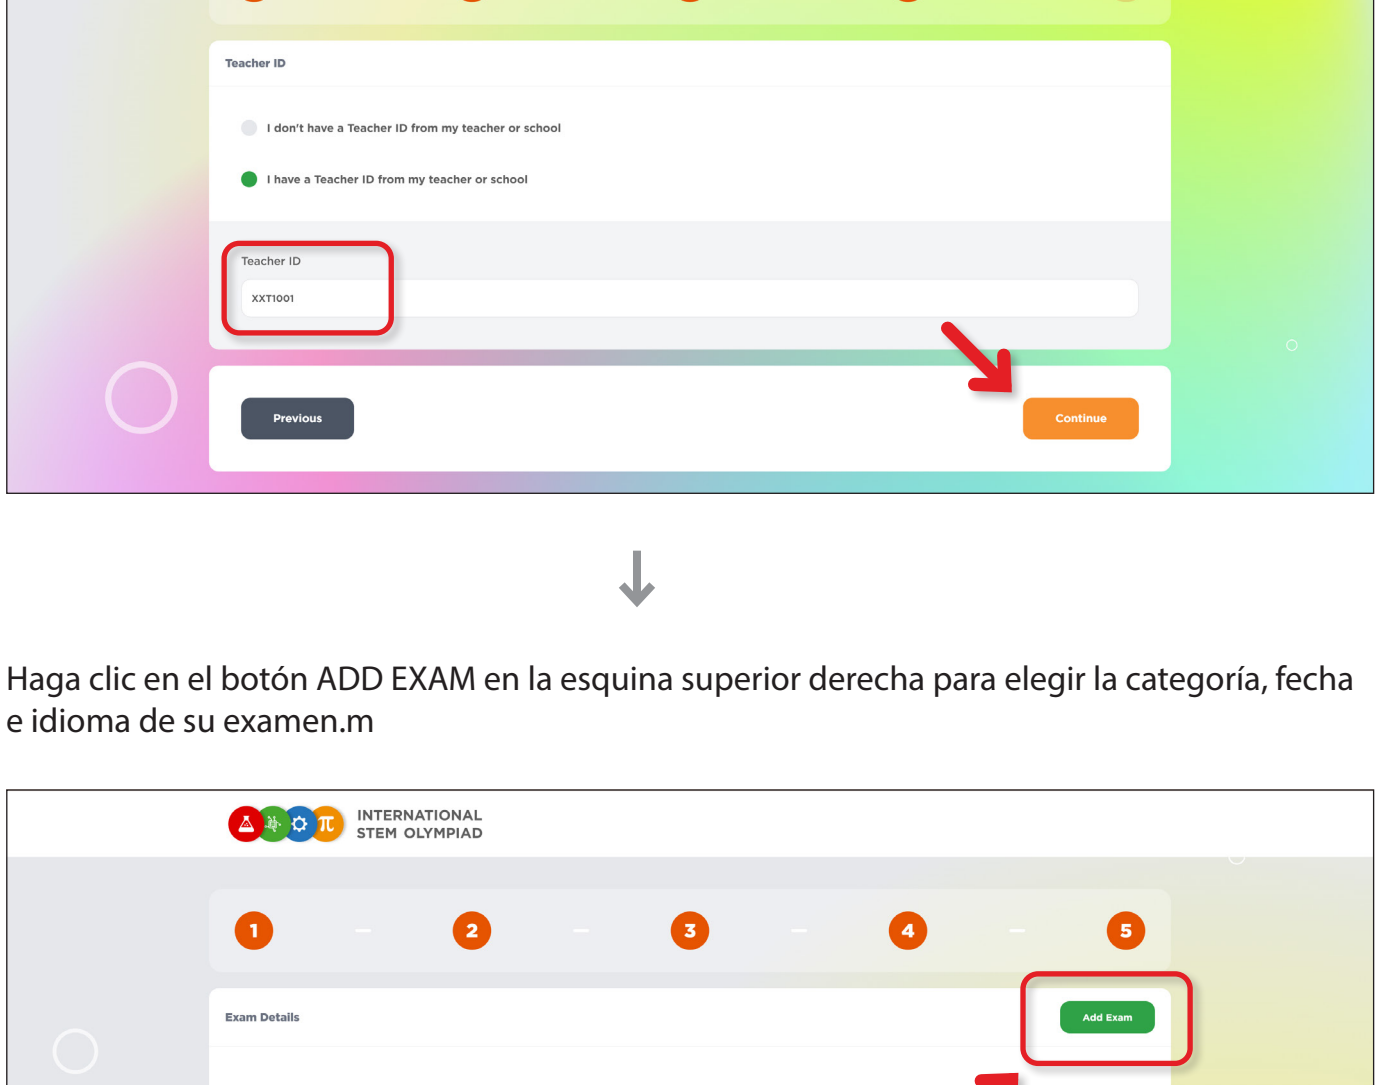 Teacher ID
I don't have a Teacher ID from my teacher or school
I have a Teacher ID from my teacher or school
Teacher ID
XXT1001
Previous
Continue
Haga clic en el botón ADD EXAM en la esquina superior derecha para elegir la categoría, fecha
e idioma de su examen.m
π
INTERNATIONAL
STEM OLYMPIAD
1 – 2 – 3 – 4 – 5
Exam Details
Add Exam